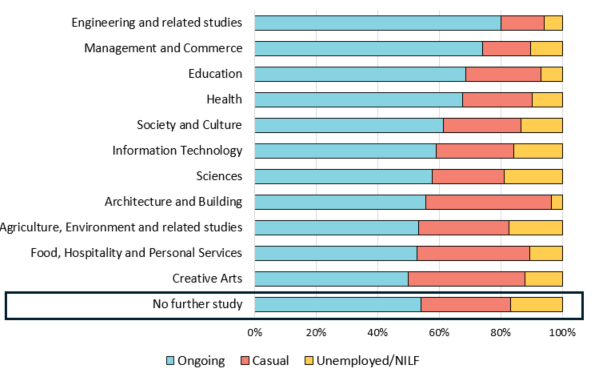 Engineering and related studies
Management and Commerce
Education
Health
Society and Culture
Information Technology
Sciences
Architecture and Building
Agriculture, Environment and related studies
Food, Hospitality and Personal Services
Creative Arts
No further study
0% 20% 40% 60% 80% 100%
Ongoing Casual Unemployed/NILF